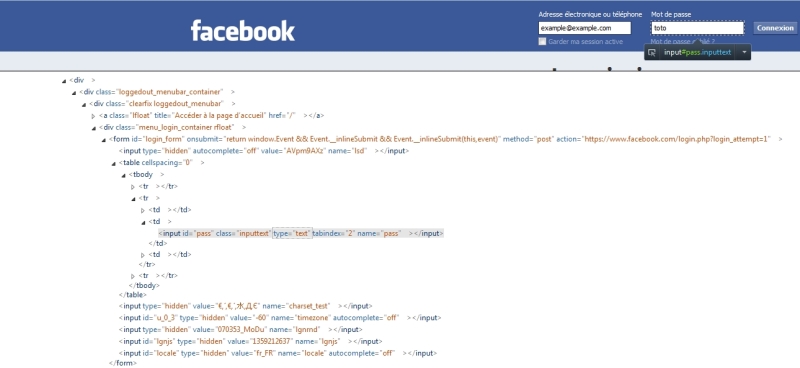 facebook
Adresse électronique ou téléphone
Mot de passe
example@example.com
toto
Connexion
Garder ma session active
Mot de passe oublié ?
input#pass.inputtext
<div >
<div class="loggedout_menubar_container">
<div class="clearfix loggedout_menubar">
<a class="lfloat" title="Accéder à la page d'accueil" href="/" ></a>
<div class="menu_login_container rfloat">
<form id="login_form" onsubmit="return window.Event && Event.__inlineSubmit && Event.__inlineSubmit(this,event)" method="post" action="https://www.facebook.com/login.php?login_attempt=1" >
<input type="hidden" autocomplete="off" value="AVpm9AXz" name="lsd" ></input>
<table cellspacing="0" >
<tbody >
<tr ></tr>
<tr >
<td ></td>
<td >
<input id="pass" class="inputtext" type="text" tabindex="2" name="pass" ></input>
</td>
<td ></td>
</tr>
<tr ></tr>
</tbody>
</table>
<input type="hidden" value="€,´,€,´,水,Д,Є" name="charset_test" ></input>
<input id="u_0_3" type="hidden" value="-60" name="timezone" autocomplete="off" ></input>
<input type="hidden" value="070353_MoDu" name="lgnrnd" ></input>
<input id="lgnjs" type="hidden" value="1359212637" name="lgnjs" ></input>
<input id="locale" type="hidden" value="fr_FR" name="locale" autocomplete="off" ></input>
</form>